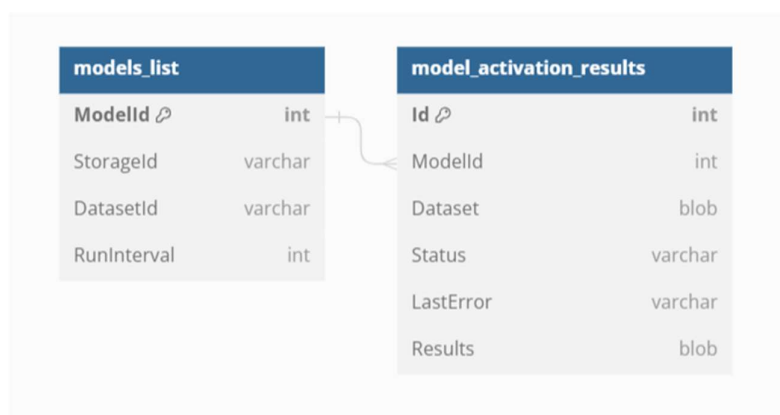 models_list
ModelId int
StorageId varchar
DatasetId varchar
RunInterval int
model_activation_results
Id int
ModelId int
Dataset blob
Status varchar
LastError varchar
Results blob